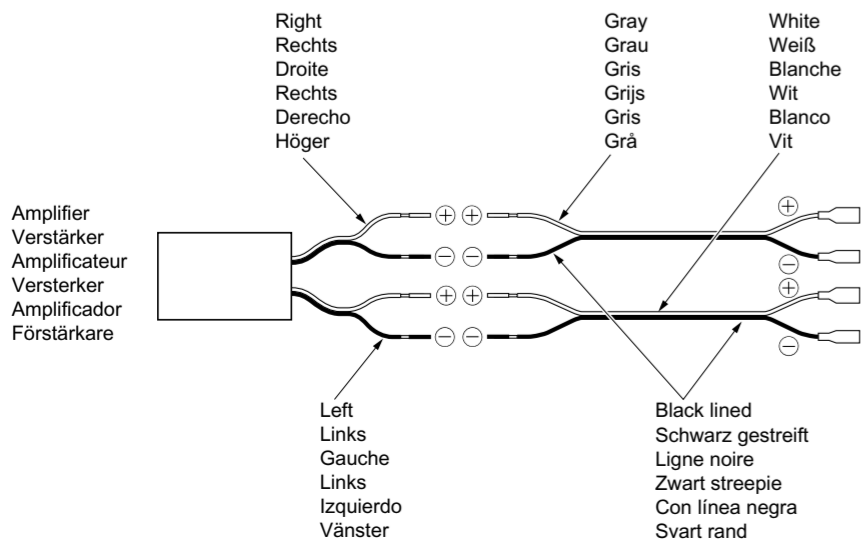 Right
Rechts
Droite
Rechts
Derecho
Höger
Gray
Grau
Gris
Grijs
Gris
Grå
White
Weiß
Blanche
Wit
Blanco
Vit
Amplifier
Verstärker
Amplificateur
Versterker
Amplificador
Förstärkare
+ + +
− − −
+ + +
− − −
Left
Links
Gauche
Links
Izquierdo
Vänster
Black lined
Schwarz gestreift
Ligne noire
Zwart streepie
Con línea negra
Svart rand